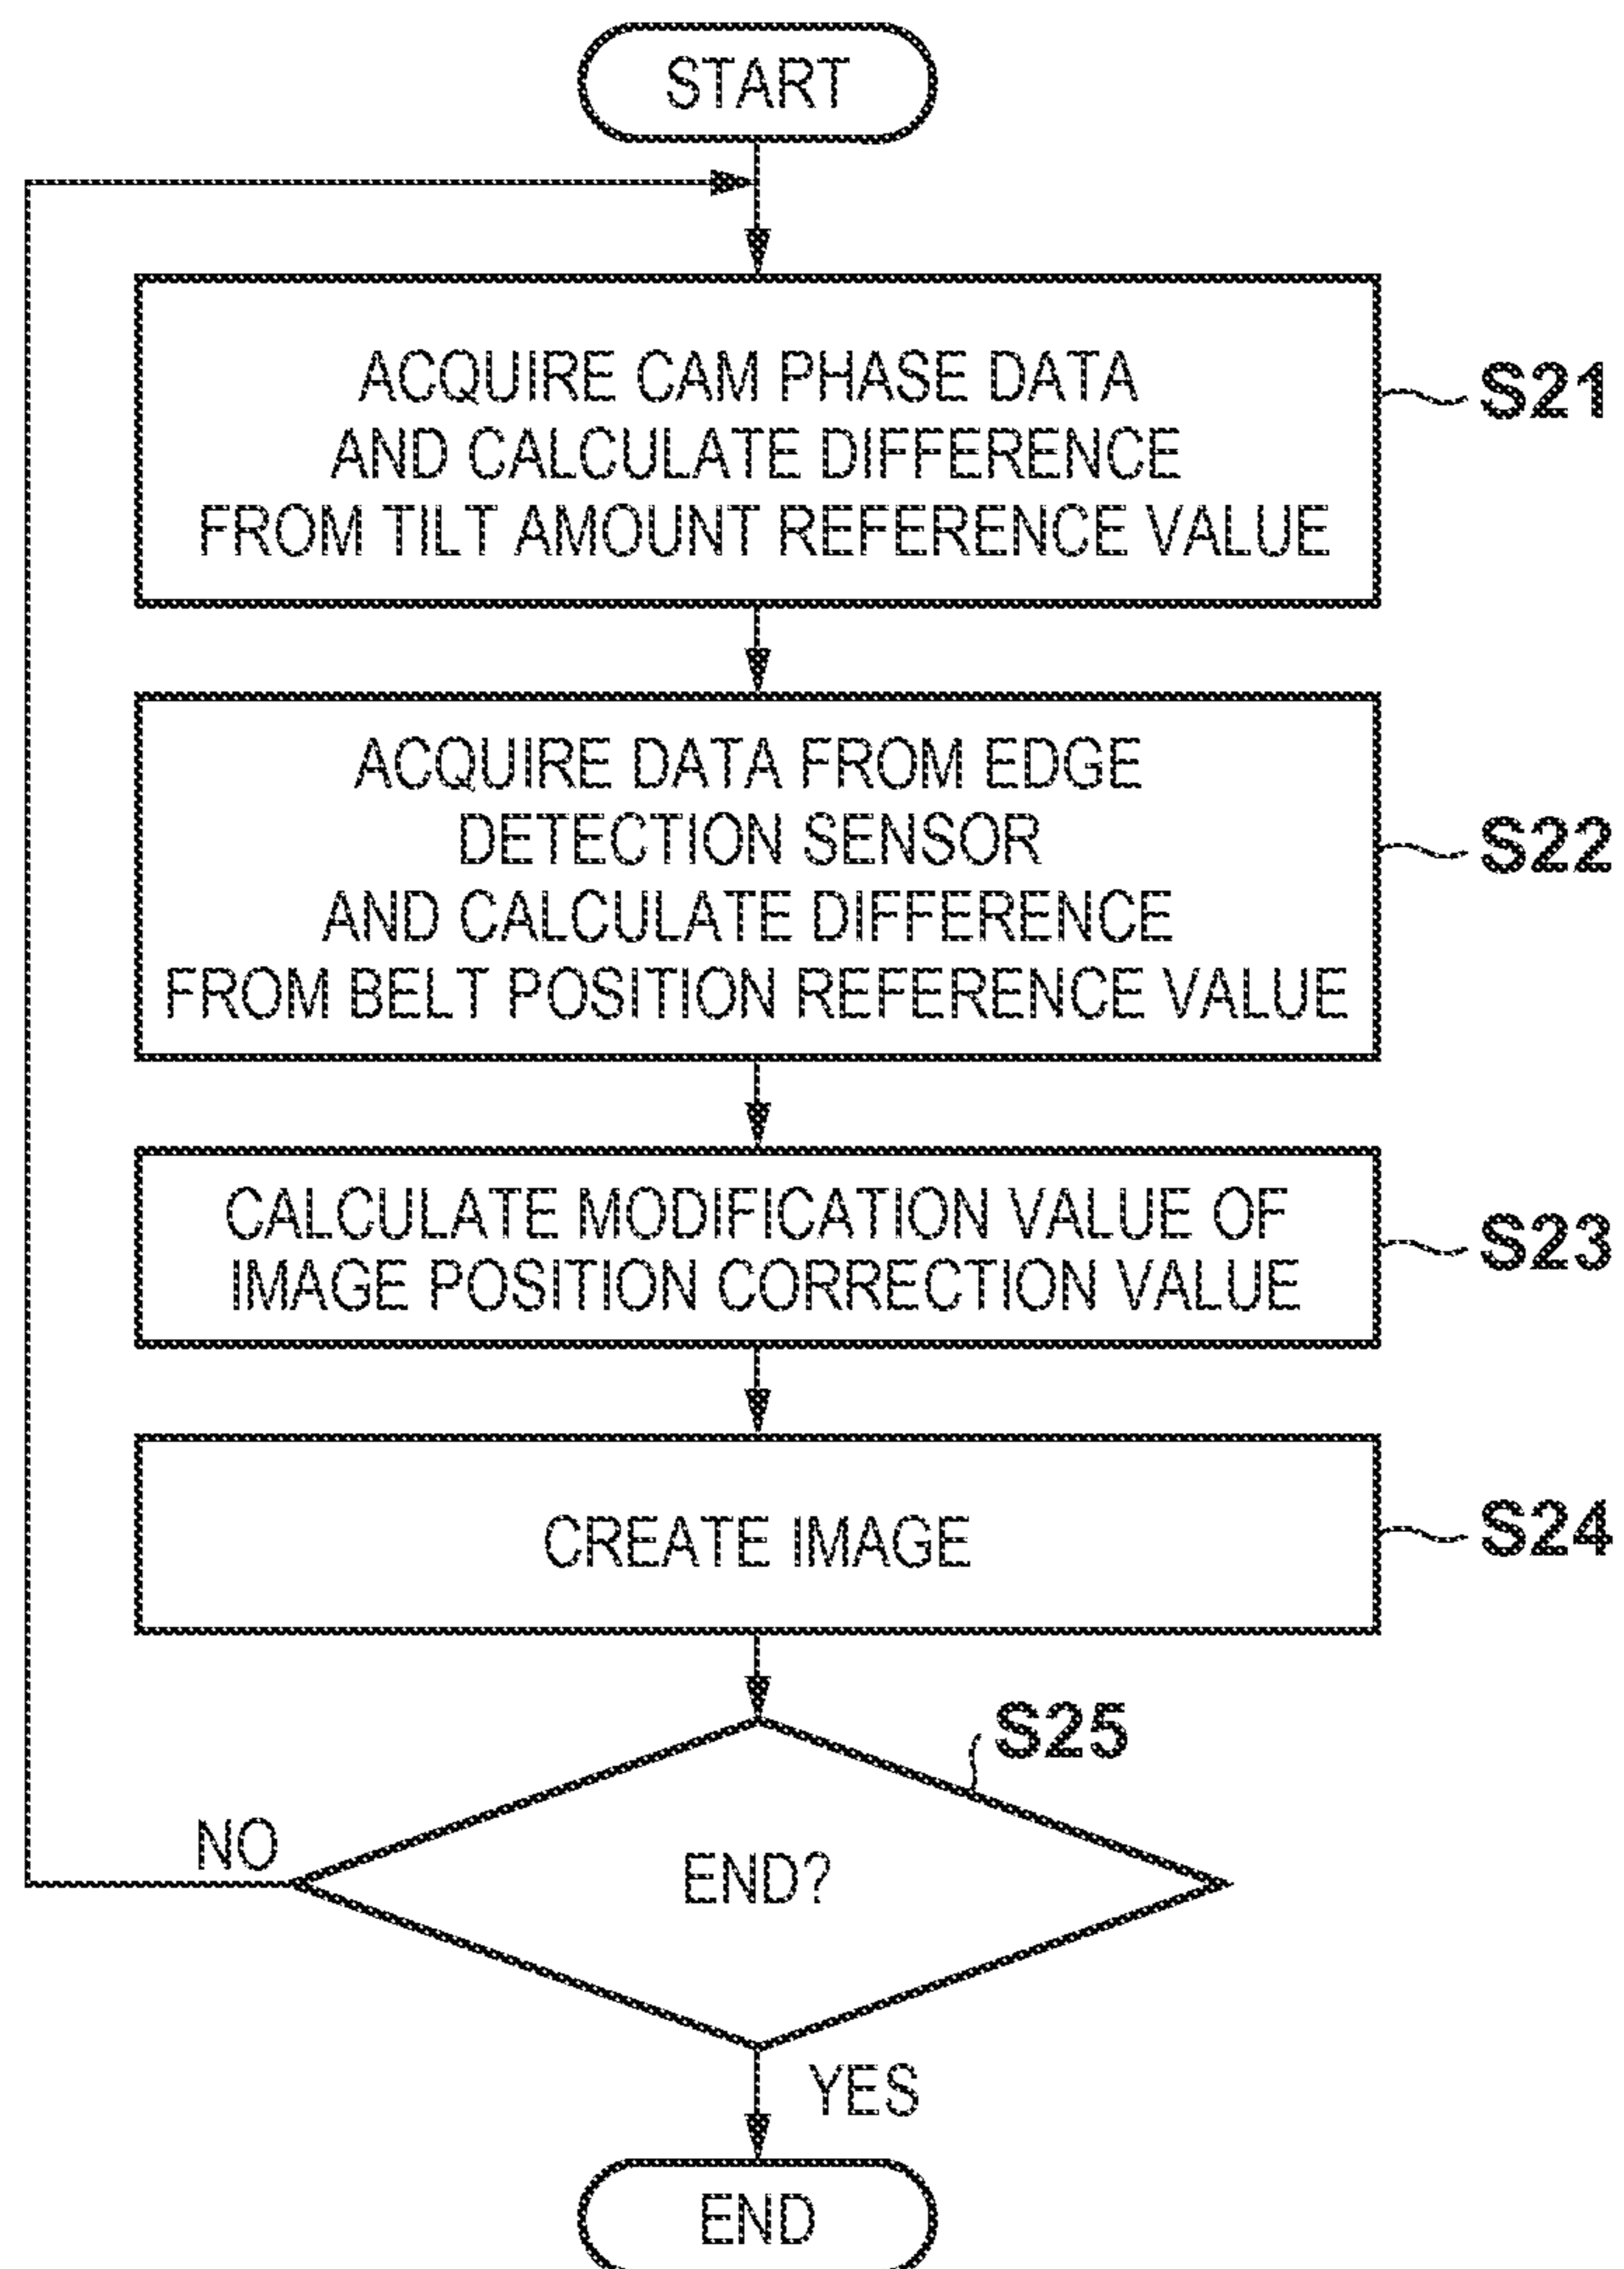 START
ACQUIRE CAM PHASE DATA
AND CALCULATE DIFFERENCE
FROM TILT AMOUNT REFERENCE VALUE
S21
ACQUIRE DATA FROM EDGE
DETECTION SENSOR
AND CALCULATE DIFFERENCE
FROM BELT POSITION REFERENCE VALUE
S22
CALCULATE MODIFICATION VALUE OF
IMAGE POSITION CORRECTION VALUE
S23
CREATE IMAGE
S24
S25
NO
END?
YES
END